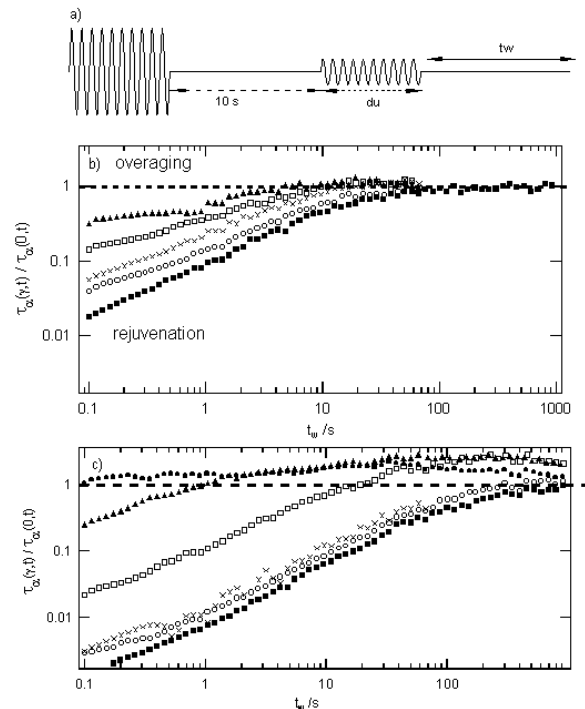 a)
tw
10 s
du
b) overaging
1
0.1
0.01
rejuvenation
τα(γ,t) / τα(0,t)
0.1 1 10 100 1000
tw /s
c)
1
0.1
0.01
τα(γ,t) / τα(0,t)
0.1 1 10 100
tw /s